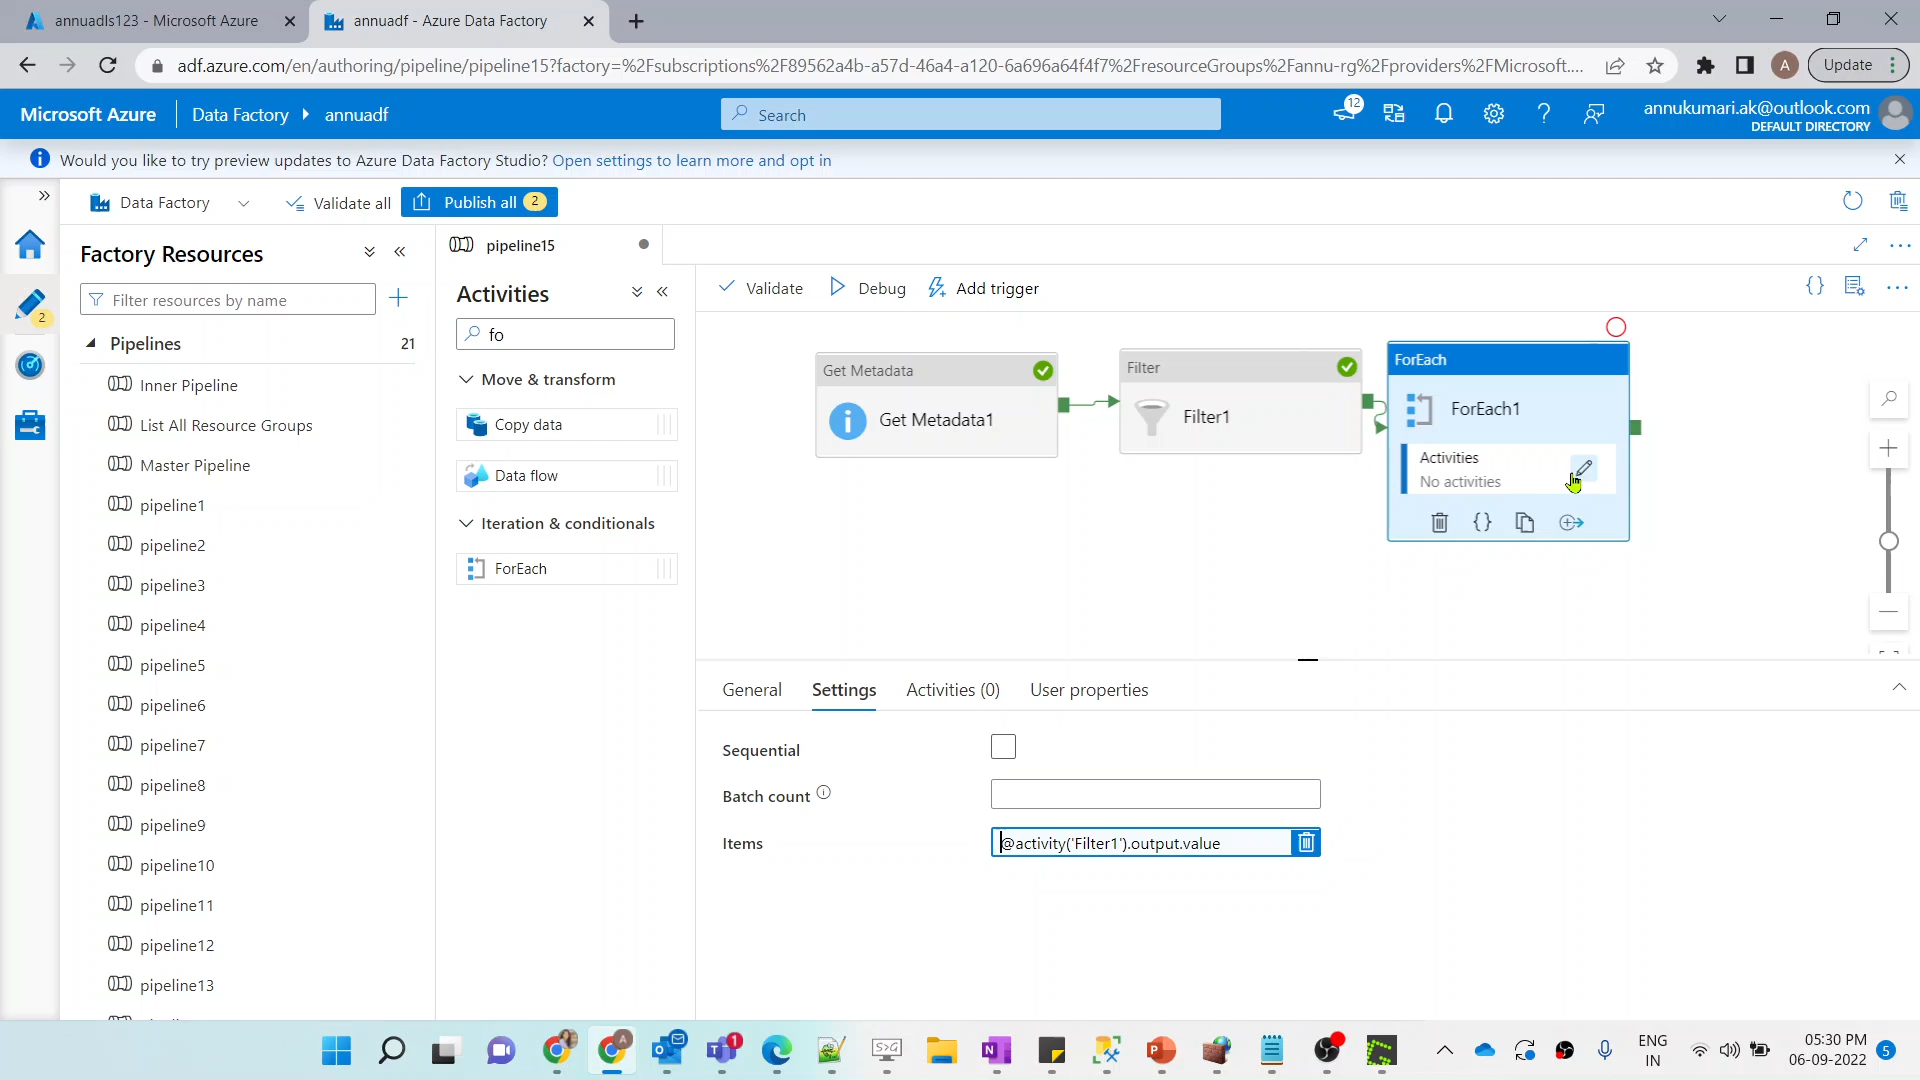 annuadls123 - Microsoft Azure
annuadf - Azure Data Factory
adf.azure.com/en/authoring/pipeline/pipeline15?factory=%2Fsubscriptions%2F89562a4b-a57d-46a4-a120-6a696a64f4f7%2FresourceGroups%2Fannu-rg%2Fproviders%2FMicrosoft....
A
Update
Microsoft Azure
Data Factory
annuadf
Search
12
annukumari.ak@outlook.com
DEFAULT DIRECTORY
Would you like to try preview updates to Azure Data Factory Studio? Open settings to learn more and opt in
Data Factory
Validate all
Publish all
2
2
Factory Resources
Filter resources by name
Pipelines
21
Inner Pipeline
List All Resource Groups
Master Pipeline
pipeline1
pipeline2
pipeline3
pipeline4
pipeline5
pipeline6
pipeline7
pipeline8
pipeline9
pipeline10
pipeline11
pipeline12
pipeline13
pipeline15
Activities
fo
Move & transform
Copy data
Data flow
Iteration & conditionals
ForEach
Validate
Debug
Add trigger
Get Metadata
Get Metadata1
Filter
Filter1
ForEach
ForEach1
Activities
No activities
General
Settings
Activities (0)
User properties
Sequential
Batch count
Items
@activity('Filter1').output.value
A
1
S>G
ENG
IN
05:30 PM
06-09-2022
5